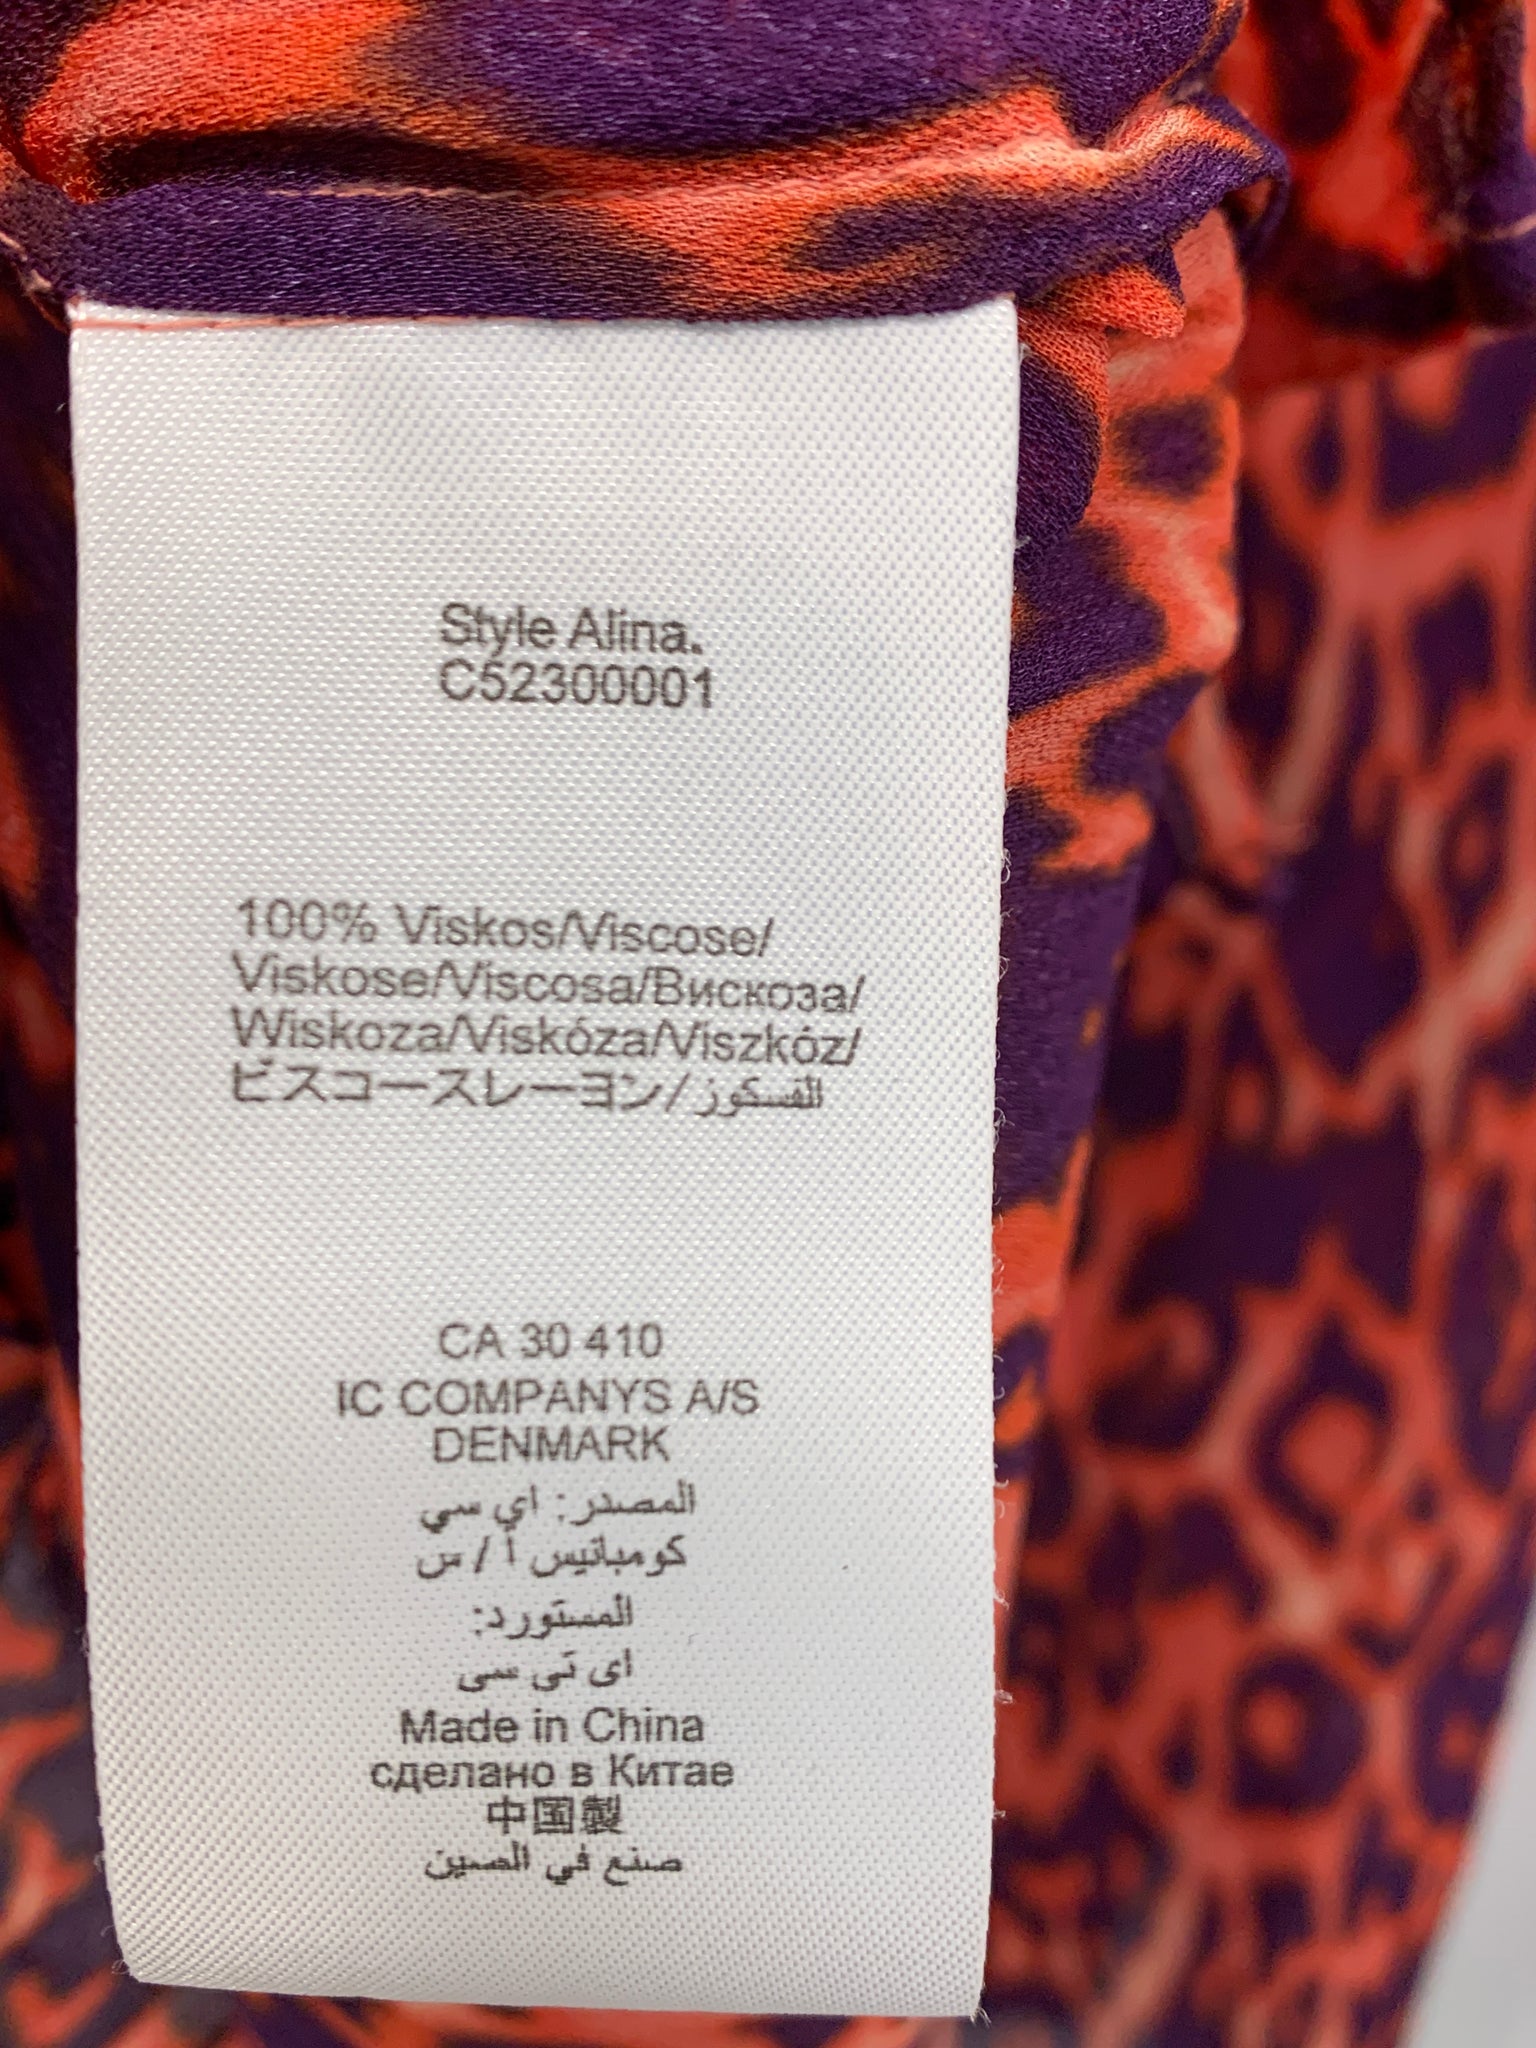 Style Alina.
C52300001
100% Viskos/Viscose/
Viskose/Viscosa/Вискоза/
Wiskoza/Viskóza/Viszkóz/
ビスコースレーヨン/الفسكوز
CA 30 410
IC COMPANYS A/S
DENMARK
المصدر: اي سي
كومبانيس أ / س
المستورد:
اى تى سى
Made in China
сделано в Китае
中国製
صنع في الصين